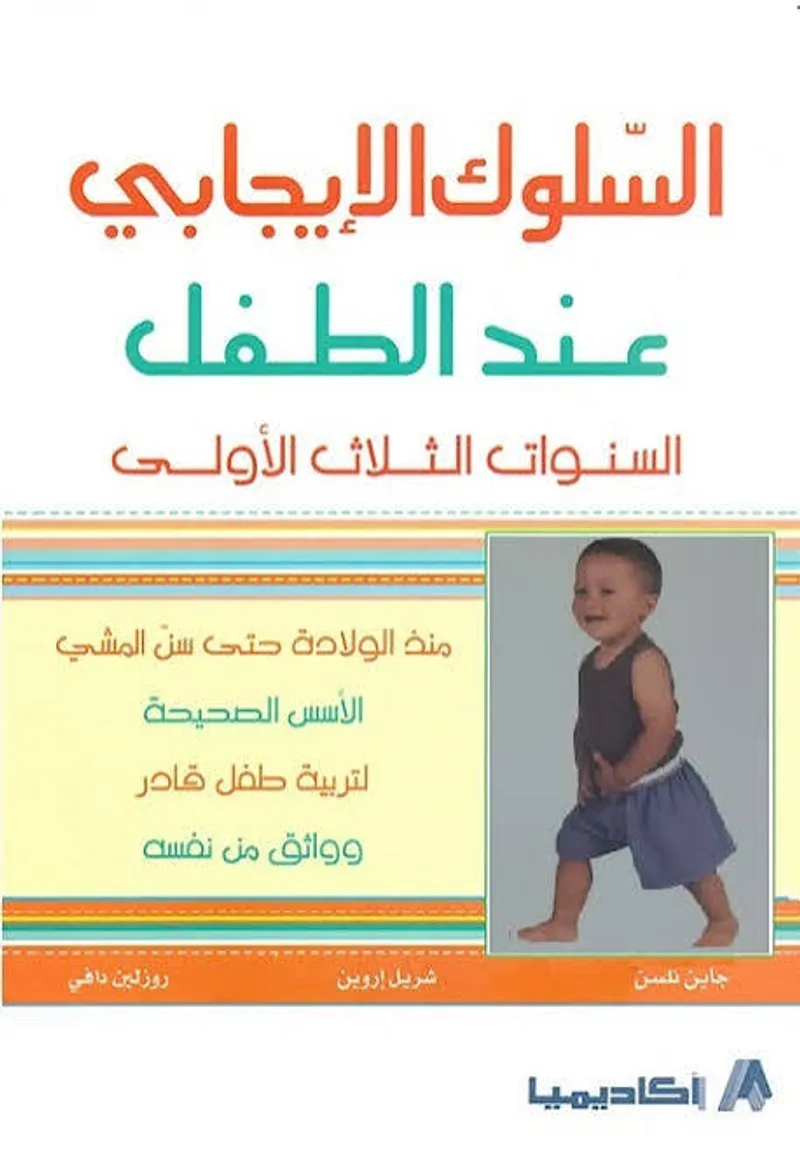 السّلوك الإيجابي
عند الطفل
السنوات الثلاث الأولى
منذ الولادة حتى سنّ المشي
الأسس الصحيحة
لتربية طفل قادر
وواثق من نفسه
جاين نلسن شريل إروين روزلين دافي
أكاديميا